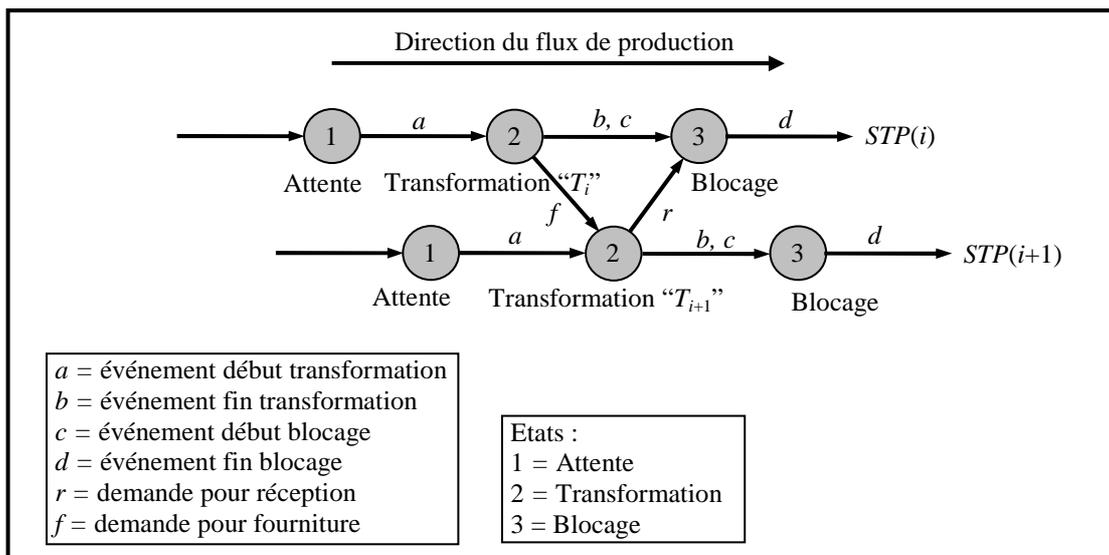 Direction du flux de production
a
b, c
d
1
2
3
STP(i)
Attente
Transformation “Ti”
Blocage
f
r
a
b, c
d
1
2
3
STP(i+1)
Attente
Transformation “Ti+1”
Blocage
a = événement début transformation
b = événement fin transformation
c = événement début blocage
d = événement fin blocage
r = demande pour réception
f = demande pour fourniture
Etats :
1 = Attente
2 = Transformation
3 = Blocage